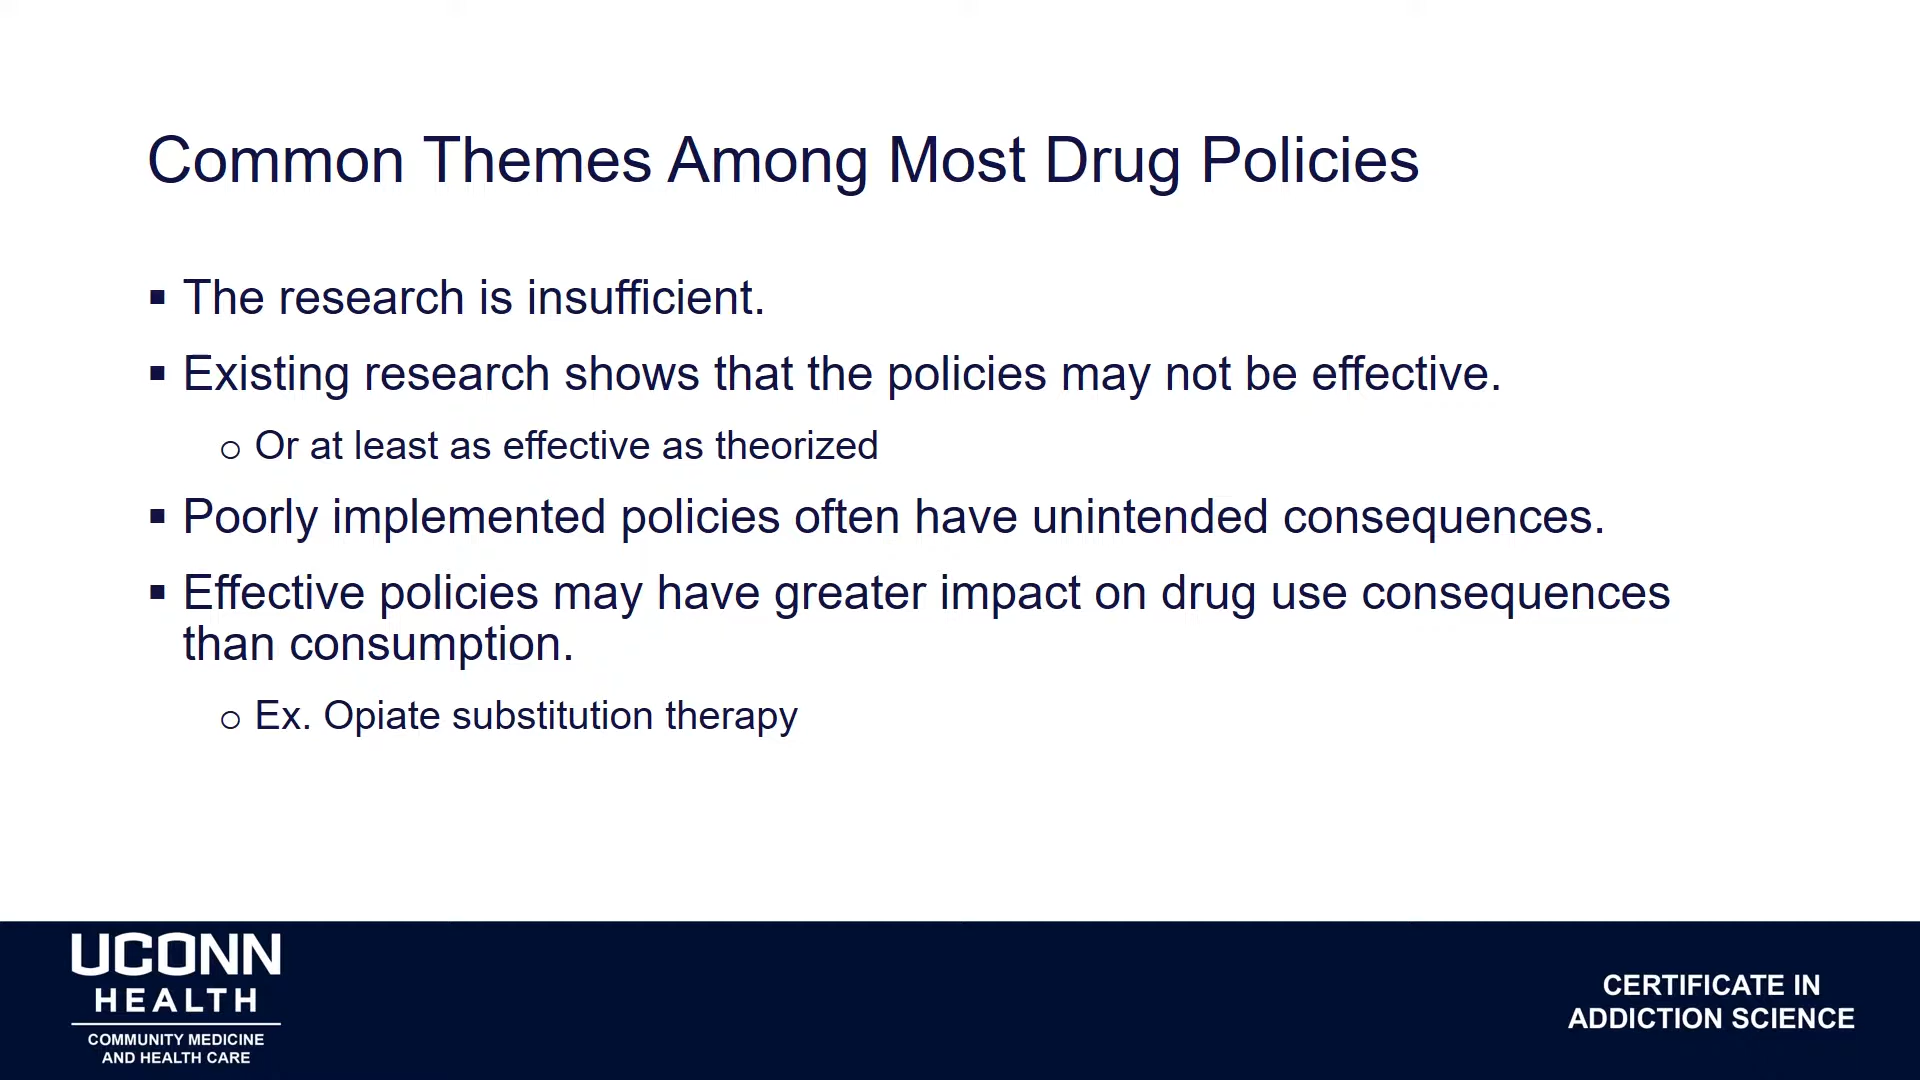 Common Themes Among Most Drug Policies
▪ The research is insufficient.
▪ Existing research shows that the policies may not be effective.
o Or at least as effective as theorized
▪ Poorly implemented policies often have unintended consequences.
▪ Effective policies may have greater impact on drug use consequences
than consumption.
o Ex. Opiate substitution therapy
UCONN
HEALTH
COMMUNITY MEDICINE
AND HEALTH CARE
CERTIFICATE IN
ADDICTION SCIENCE